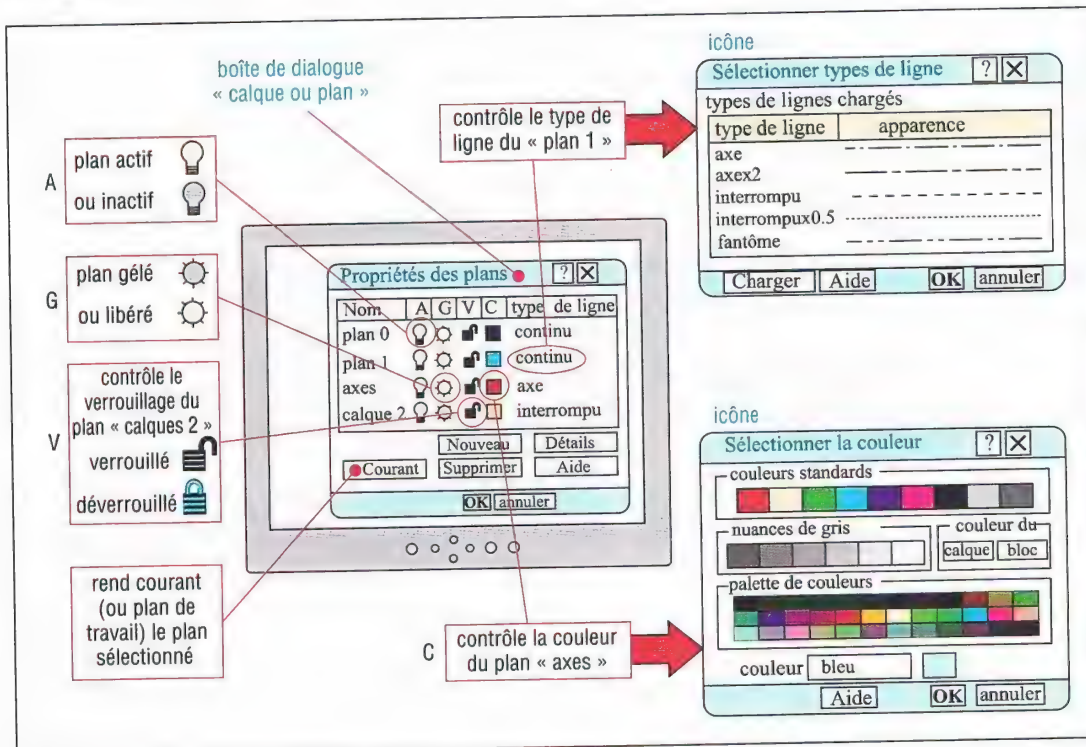 boîte de dialogue
« calque ou plan »
A
plan actif
ou inactif
G
plan gélé
ou libéré
V
contrôle le
verrouillage du
plan « calques 2 »
verrouillé
déverrouillé
rend courant
(ou plan de
travail) le plan
sélectionné
contrôle le type de
ligne du « plan 1 »
Propriétés des plans ? X
Nom A G V C type de ligne
plan 0 continu
plan 1 continu
axes axe
calque 2 interrompu
Nouveau Détails
Courant Supprimer Aide
OK annuler
C
contrôle la couleur
du plan « axes »
icône
Sélectionner types de ligne ? X
types de lignes chargés
type de ligne apparence
axe
axex2
interrompu
interrompux0.5
fantôme
Charger Aide OK annuler
icône
Sélectionner la couleur ? X
couleurs standards
nuances de gris couleur du
calque bloc
palette de couleurs
couleur bleu
Aide OK annuler